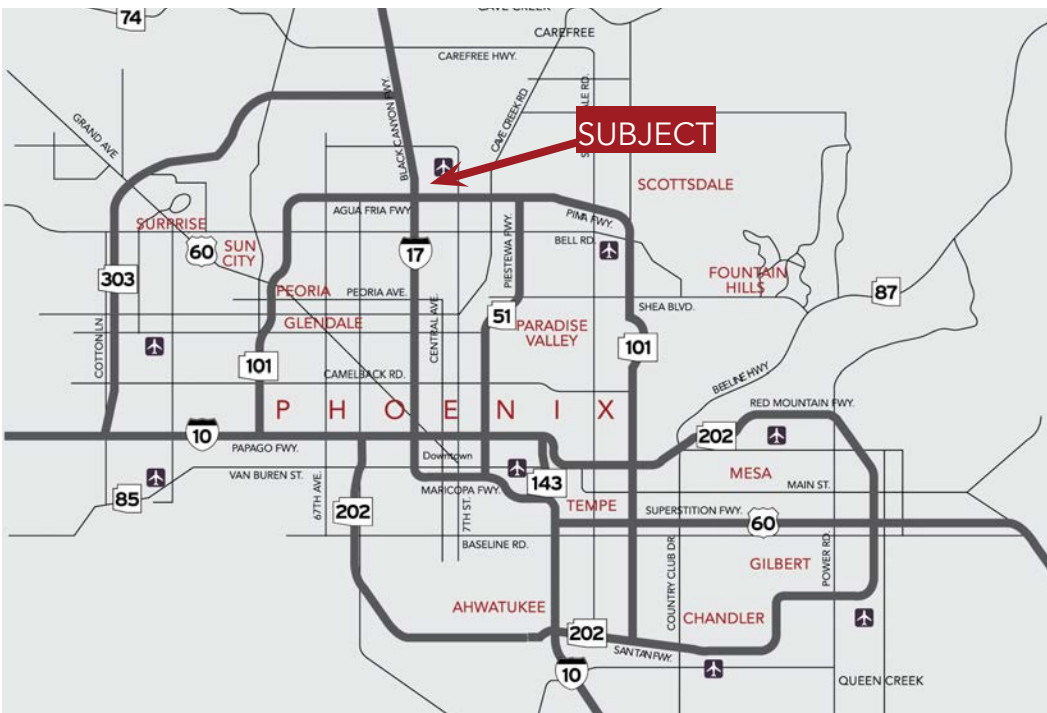 CAVE CREEK
74
CAREFREE
CAREFREE HWY.
BLACK CANYON FWY.
CAVE CREEK RD
GRAND AVE
SUBJECT
SCOTTSDALE
AGUA FRIA FWY.
PIESTEWA FWY.
PIMA FWY.
BELL RD.
SURPRISE
SUN
CITY
60
17
303
FOUNTAIN
HILLS
87
PEORIA
PEORIA AVE.
SHEA BLVD.
GLENDALE
CENTRAL AVE.
51
PARADISE
VALLEY
COTTON LN.
101
101
CAMELBACK RD.
BEELINE HWY
PHOENIX
RED MOUNTAIN FWY.
10
202
PAPAGO FWY.
Downtown
VAN BUREN ST.
MARICOPA FWY.
143
MESA
MAIN ST.
85
67TH AVE.
202
7TH ST.
TEMPE
SUPERSTITION FWY.
60
BASELINE RD.
COUNTRY CLUB DR.
GILBERT
POWER RD.
AHWATUKEE
CHANDLER
202
SANTAN FWY.
10
QUEEN CREEK